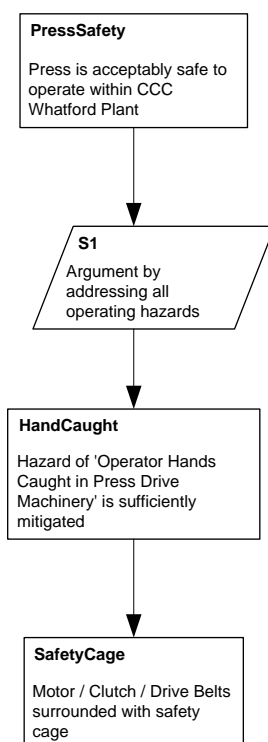 PressSafety
Press is acceptably safe to
operate within CCC
Whatford Plant
S1
Argument by
addressing all
operating hazards
HandCaught
Hazard of 'Operator Hands
Caught in Press Drive
Machinery' is sufficiently
mitigated
SafetyCage
Motor / Clutch / Drive Belts
surrounded with safety
cage